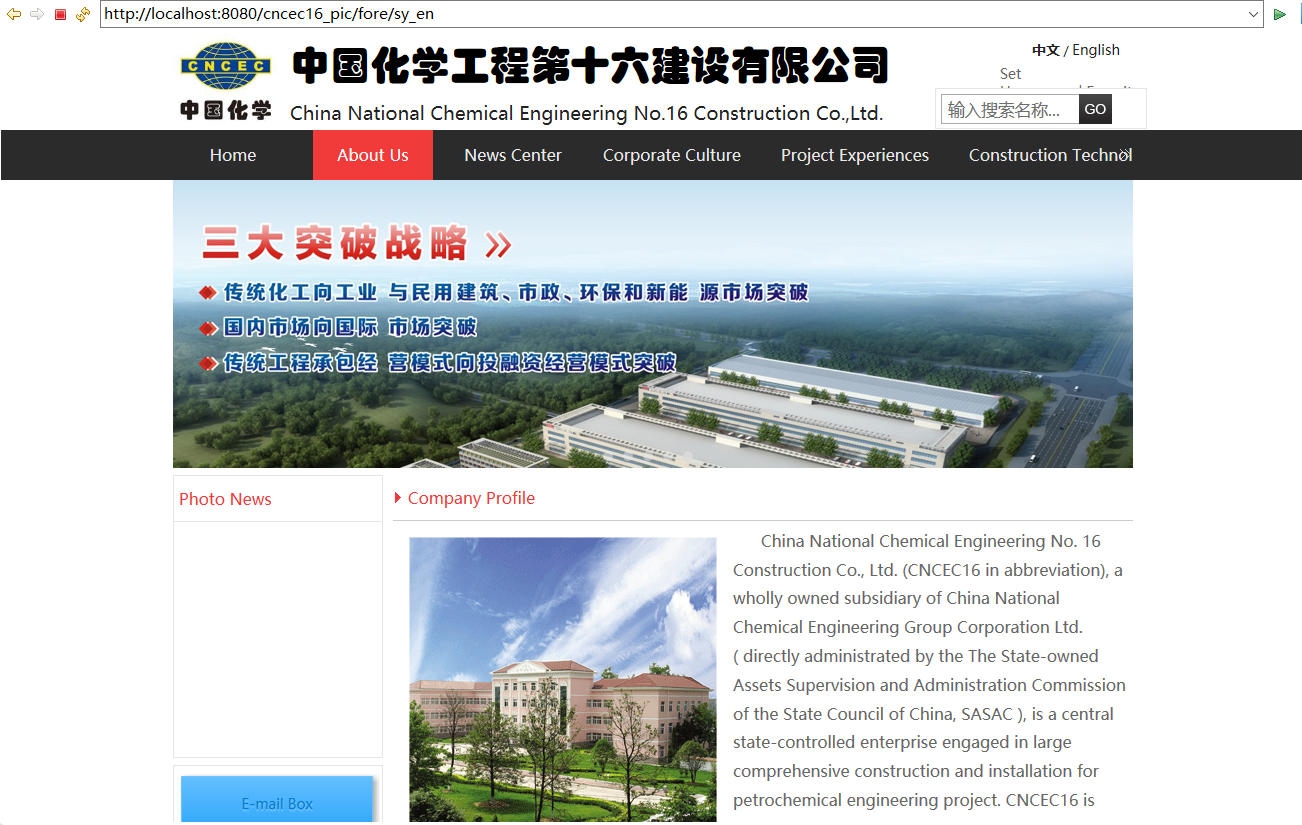 http://localhost:8080/cncec16_pic/fore/sy_en
CNCEC
中国化学
中国化学工程第十六建设有限公司
China National Chemical Engineering No.16 Construction Co.,Ltd.
中文 / English
Set
输入搜索名称... GO
Home About Us News Center Corporate Culture Project Experiences Construction Technol
三大突破战略
传统化工向工业 与民用建筑、市政、环保和新能 源市场突破
国内市场向国际 市场突破
传统工程承包经 营模式向投融资经营模式突破
Photo News
E-mail Box
Company Profile
China National Chemical Engineering No. 16
Construction Co., Ltd. (CNCEC16 in abbreviation), a
wholly owned subsidiary of China National
Chemical Engineering Group Corporation Ltd.
( directly administrated by the The State-owned
Assets Supervision and Administration Commission
of the State Council of China, SASAC ), is a central
state-controlled enterprise engaged in large
comprehensive construction and installation for
petrochemical engineering project. CNCEC16 is